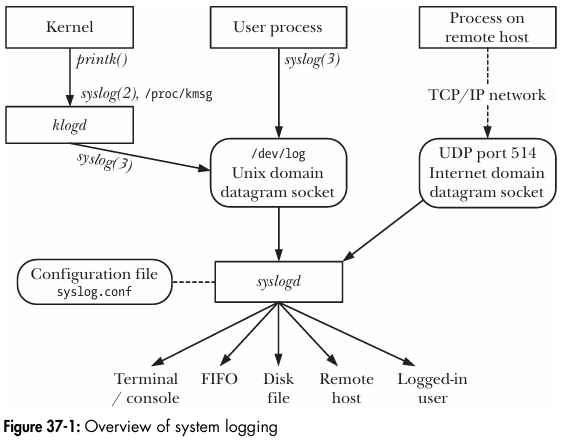 Kernel
User process
Process on
remote host
printk()
syslog(3)
syslog(2), /proc/kmsg
TCP/IP network
klogd
syslog(3)
/dev/log
Unix domain
datagram socket
UDP port 514
Internet domain
datagram socket
Configuration file
syslog.conf
syslogd
Terminal
/ console
FIFO
Disk
file
Remote
host
Logged-in
user
Figure 37-1: Overview of system logging